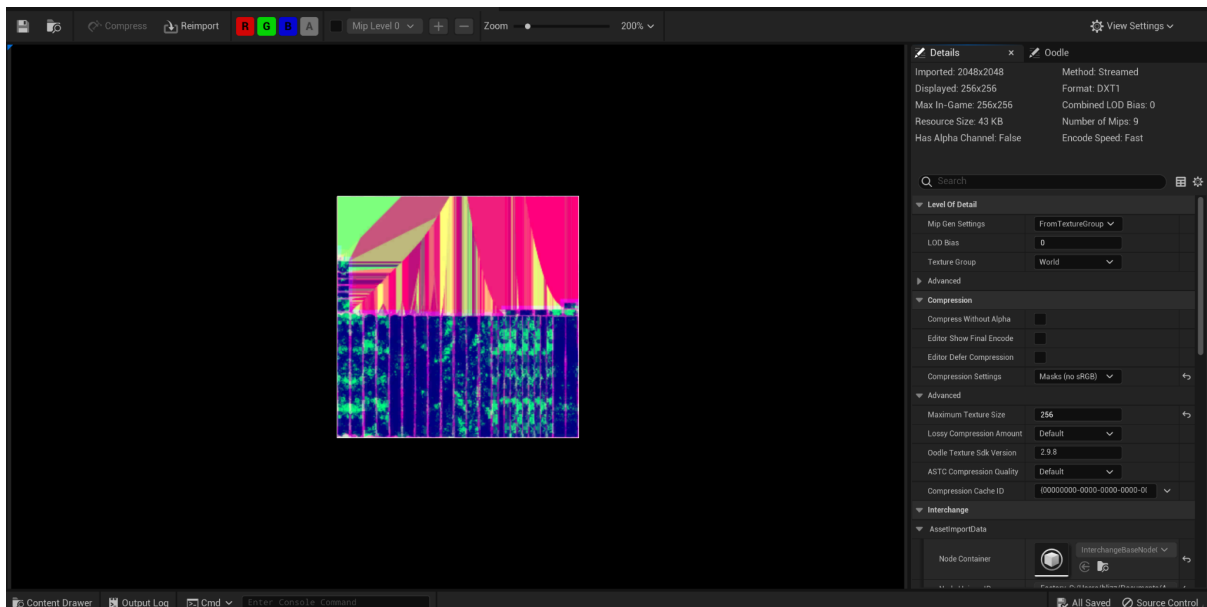 Compress Reimport R G B A Mip Level 0 Zoom 200% View Settings
Details × Oodle
Imported: 2048x2048 Method: Streamed
Displayed: 256x256 Format: DXT1
Max In-Game: 256x256 Combined LOD Bias: 0
Resource Size: 43 KB Number of Mips: 9
Has Alpha Channel: False Encode Speed: Fast
Search
Level Of Detail
Mip Gen Settings FromTextureGroup
LOD Bias 0
Texture Group World
Advanced
Compression
Compress Without Alpha
Editor Show Final Encode
Editor Defer Compression
Compression Settings Masks (no sRGB)
Advanced
Maximum Texture Size 256
Lossy Compression Amount Default
Oodle Texture Sdk Version 2.9.8
ASTC Compression Quality Default
Compression Cache ID {00000000-0000-0000-0000-0
Interchange
AssetImportData
Node Container InterchangeBaseNode
Content Drawer Output Log Cmd Enter Console Command All Saved Source Control